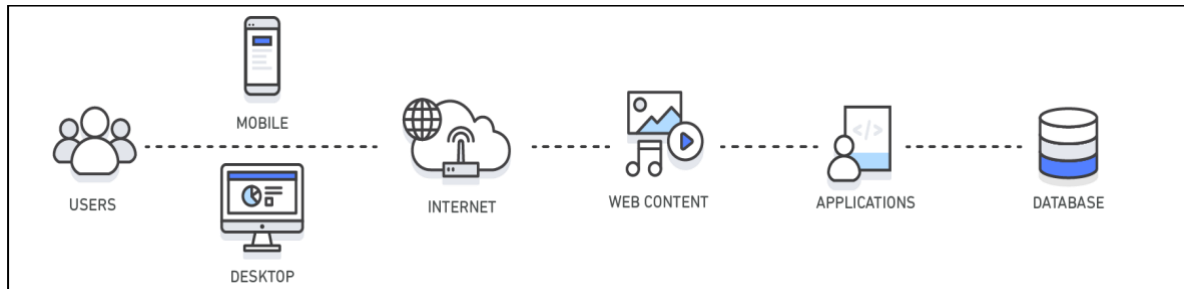 MOBILE
USERS
DESKTOP
INTERNET
WEB CONTENT
</>
APPLICATIONS
DATABASE